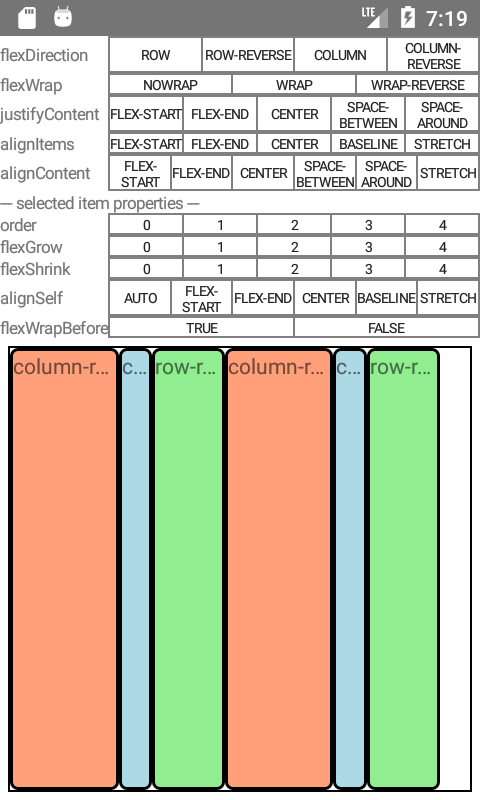 LTE 7:19
flexDirection ROW ROW-REVERSE COLUMN COLUMN-REVERSE
flexWrap NOWRAP WRAP WRAP-REVERSE
justifyContent FLEX-START FLEX-END CENTER SPACE-BETWEEN SPACE-AROUND
alignItems FLEX-START FLEX-END CENTER BASELINE STRETCH
alignContent FLEX-START FLEX-END CENTER SPACE-BETWEEN SPACE-AROUND STRETCH
--- selected item properties ---
order 0 1 2 3 4
flexGrow 0 1 2 3 4
flexShrink 0 1 2 3 4
alignSelf AUTO FLEX-START FLEX-END CENTER BASELINE STRETCH
flexWrapBefore TRUE FALSE
column-r... c... row-r... column-r... c... row-r...